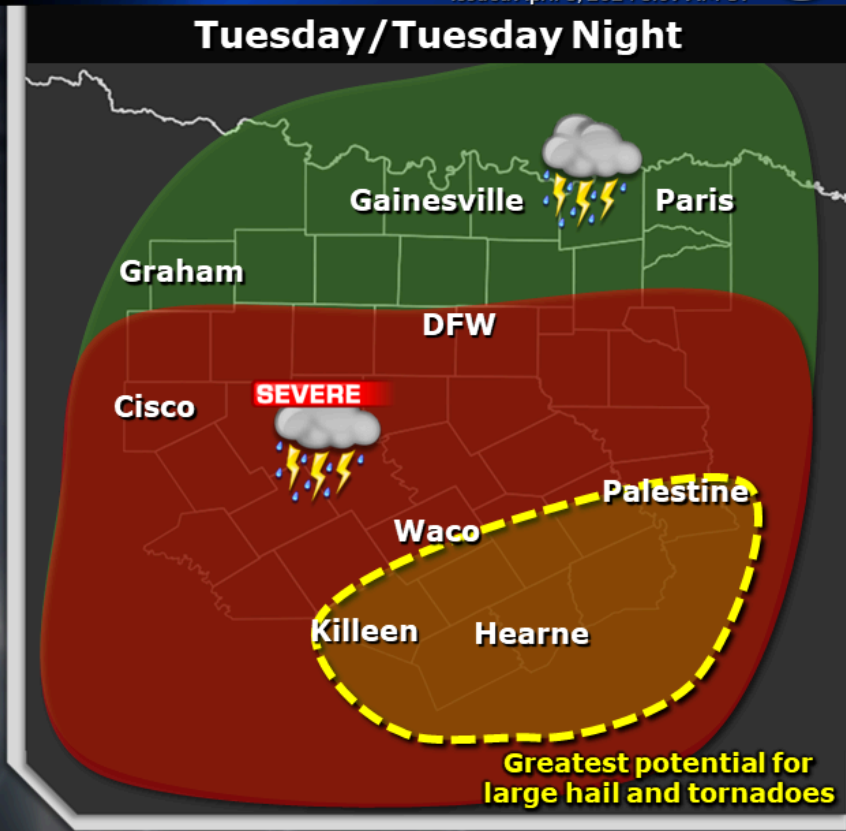 Tuesday/Tuesday Night
Gainesville
Paris
Graham
DFW
SEVERE
Cisco
Palestine
Waco
Killeen
Hearne
Greatest potential for
large hail and tornadoes